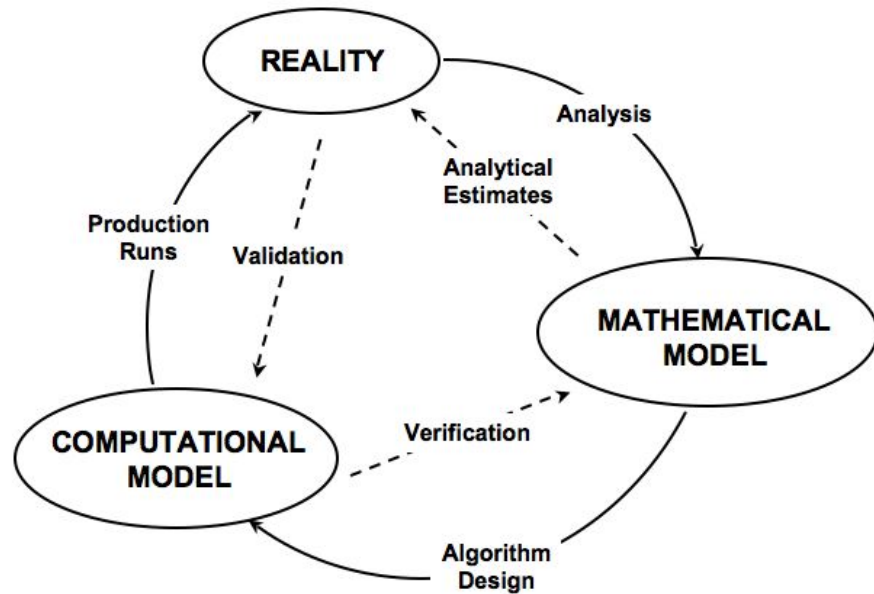 REALITY
Analysis
Analytical
Estimates
Production
Runs
Validation
MATHEMATICAL
MODEL
Verification
COMPUTATIONAL
MODEL
Algorithm
Design